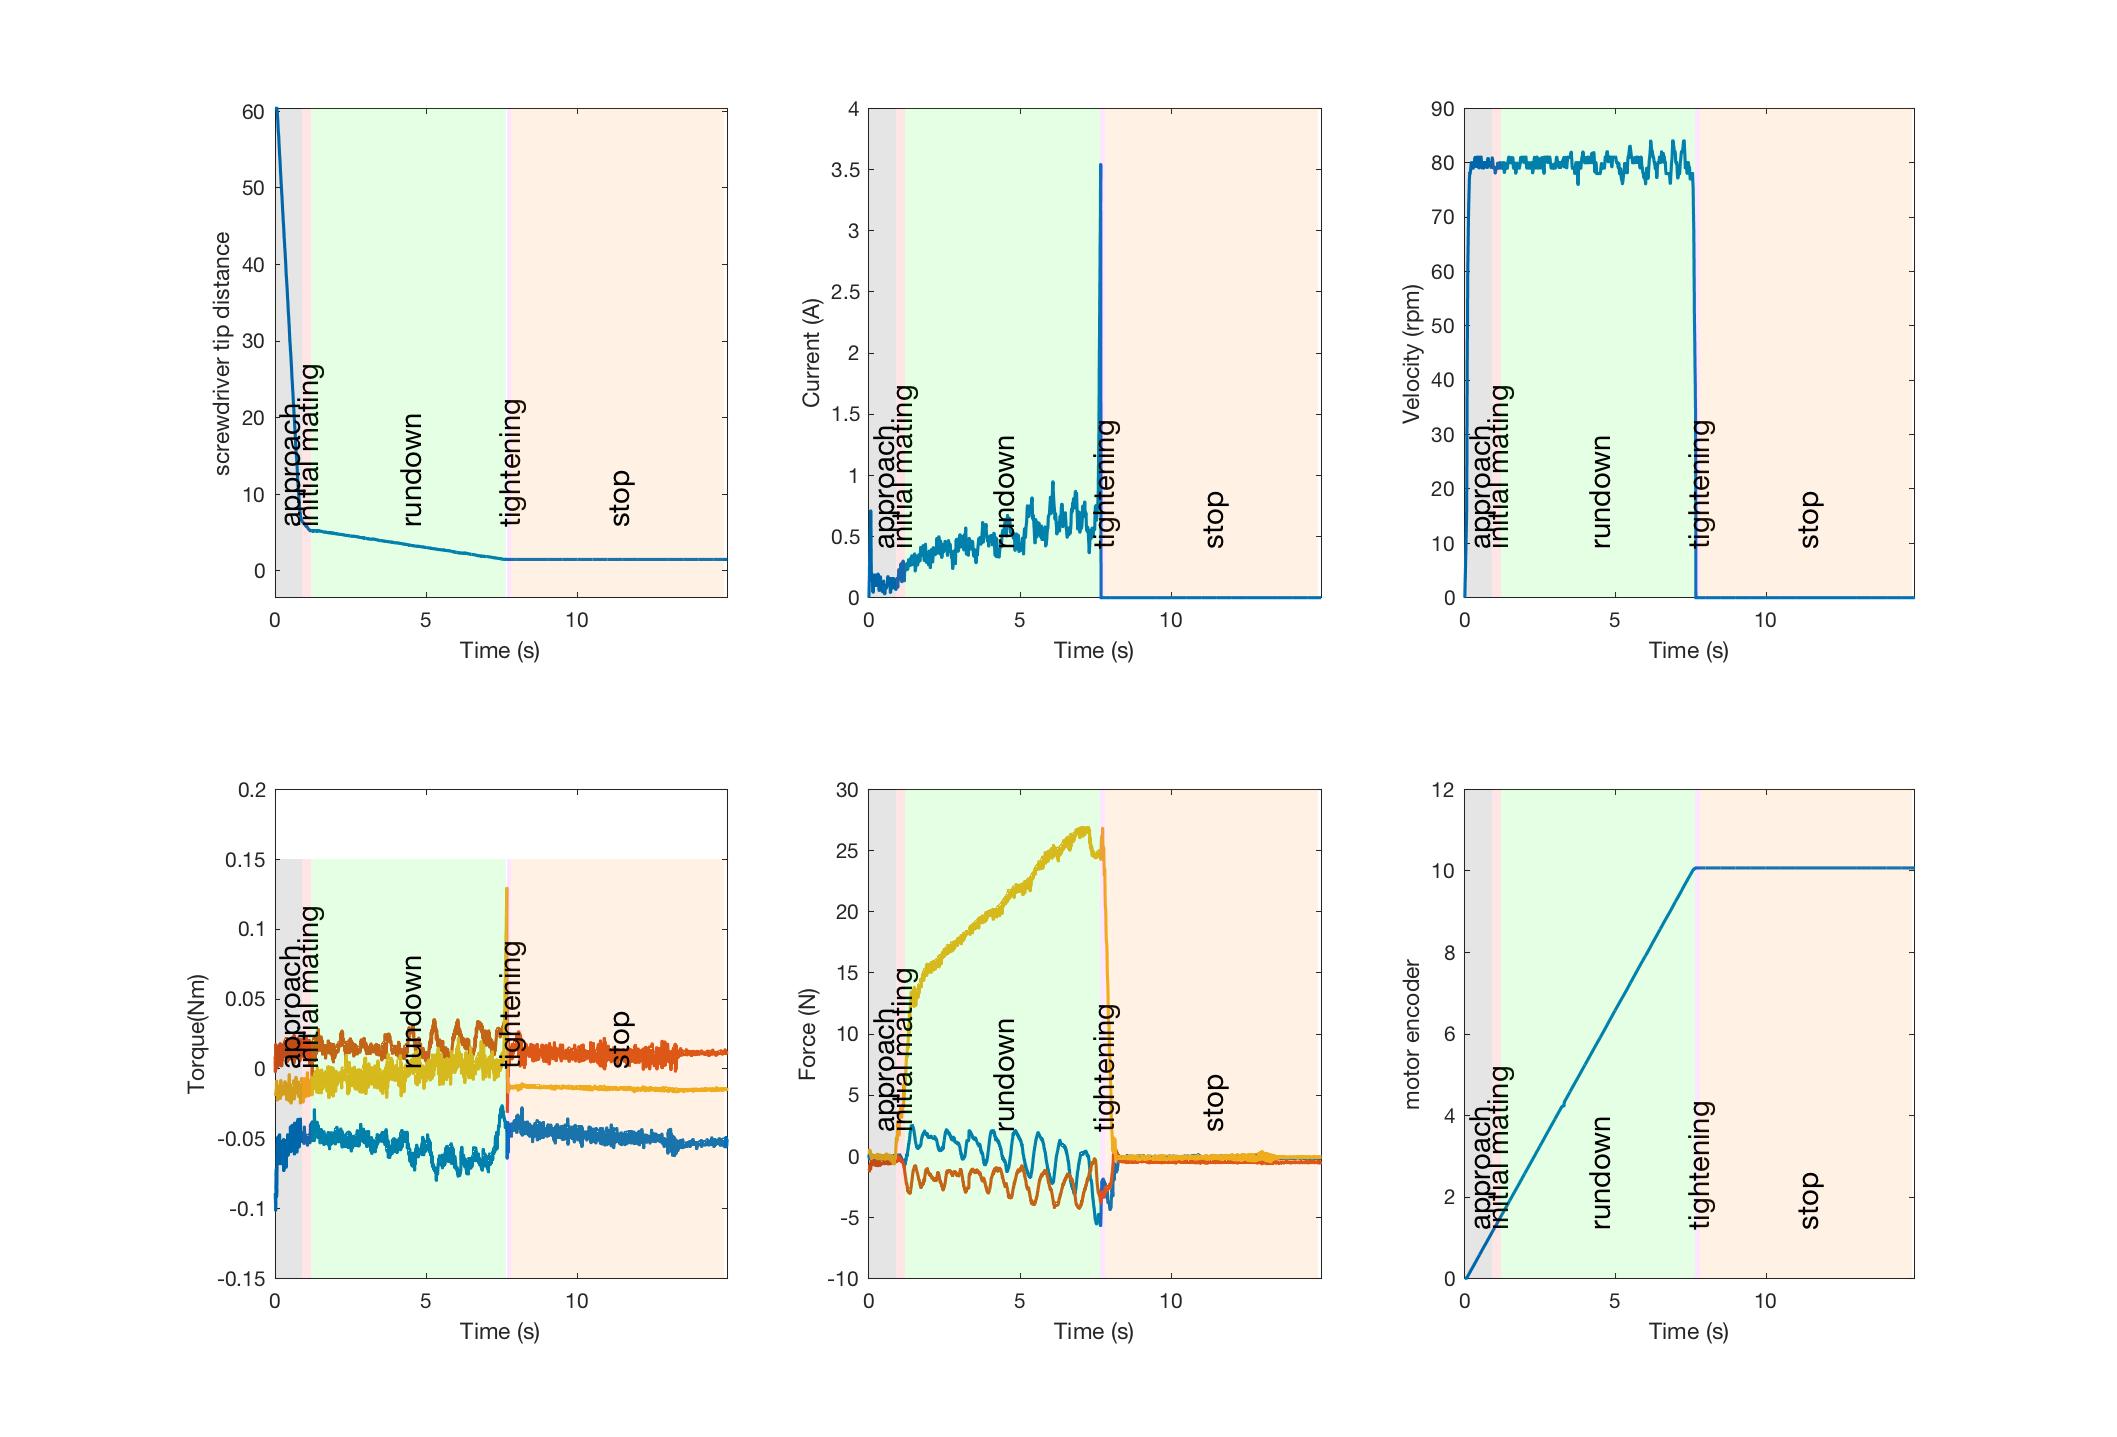 60
50
40
30
20
10
0
screwdriver tip distance
approach
initial mating
rundown
tightening
stop
0
5
10
Time (s)
4
3.5
3
2.5
2
1.5
1
0.5
0
Current (A)
approach
initial mating
rundown
tightening
stop
0
5
10
Time (s)
90
80
70
60
50
40
30
20
10
0
Velocity (rpm)
approach
initial mating
rundown
tightening
stop
0
5
10
Time (s)
0.2
0.15
0.1
0.05
0
-0.05
-0.1
-0.15
Torque(Nm)
approach
initial mating
rundown
tightening
stop
0
5
10
Time (s)
30
25
20
15
10
5
0
-5
-10
Force (N)
approach
initial mating
rundown
tightening
stop
0
5
10
Time (s)
12
10
8
6
4
2
0
motor encoder
approach
initial mating
rundown
tightening
stop
0
5
10
Time (s)